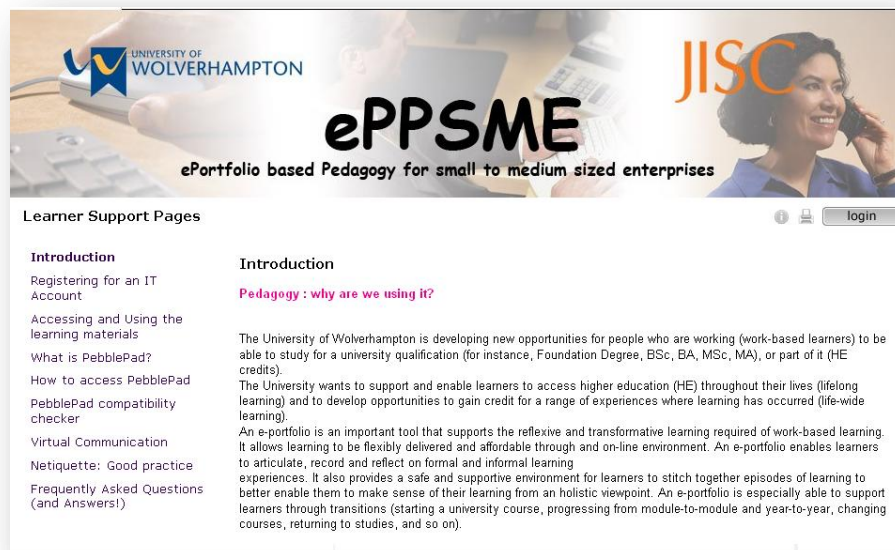 UNIVERSITY OF
WOLVERHAMPTON
JISC
ePPSME
ePortfolio based Pedagogy for small to medium sized enterprises
Learner Support Pages
login
Introduction
Registering for an IT
Account
Accessing and Using the
learning materials
What is PebblePad?
How to access PebblePad
PebblePad compatibility
checker
Virtual Communication
Netiquette: Good practice
Frequently Asked Questions
(and Answers!)
Introduction
Pedagogy : why are we using it?
The University of Wolverhampton is developing new opportunities for people who are working (work-based learners) to be
able to study for a university qualification (for instance, Foundation Degree, BSc, BA, MSc, MA), or part of it (HE
credits).
The University wants to support and enable learners to access higher education (HE) throughout their lives (lifelong
learning) and to develop opportunities to gain credit for a range of experiences where learning has occurred (life-wide
learning).
An e-portfolio is an important tool that supports the reflexive and transformative learning required of work-based learning.
It allows learning to be flexibly delivered and affordable through and on-line environment. An e-portfolio enables learners
to articulate, record and reflect on formal and informal learning
experiences. It also provides a safe and supportive environment for learners to stitch together episodes of learning to
better enable them to make sense of their learning from an holistic viewpoint. An e-portfolio is especially able to support
learners through transitions (starting a university course, progressing from module-to-module and year-to-year, changing
courses, returning to studies, and so on).